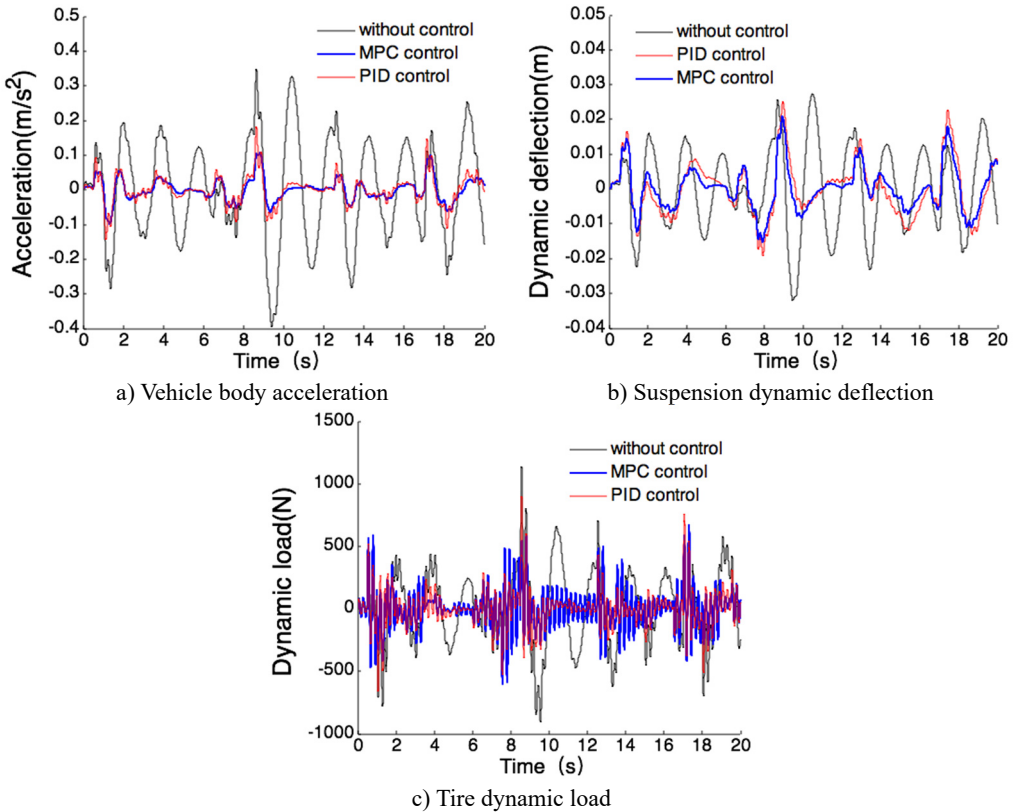 0.5
0.4
0.3
0.2
0.1
0
-0.1
-0.2
-0.3
-0.4
Acceleration(m/s²)
without control
MPC control
PID control
0 2 4 6 8 10 12 14 16 18 20
Time (s)
a) Vehicle body acceleration
0.05
0.04
0.03
0.02
0.01
0
-0.01
-0.02
-0.03
-0.04
Dynamic deflection(m)
without control
PID control
MPC control
0 2 4 6 8 10 12 14 16 18 20
Time (s)
b) Suspension dynamic deflection
1500
1000
500
0
-500
-1000
Dynamic load(N)
without control
MPC control
PID control
0 2 4 6 8 10 12 14 16 18 20
Time (s)
c) Tire dynamic load